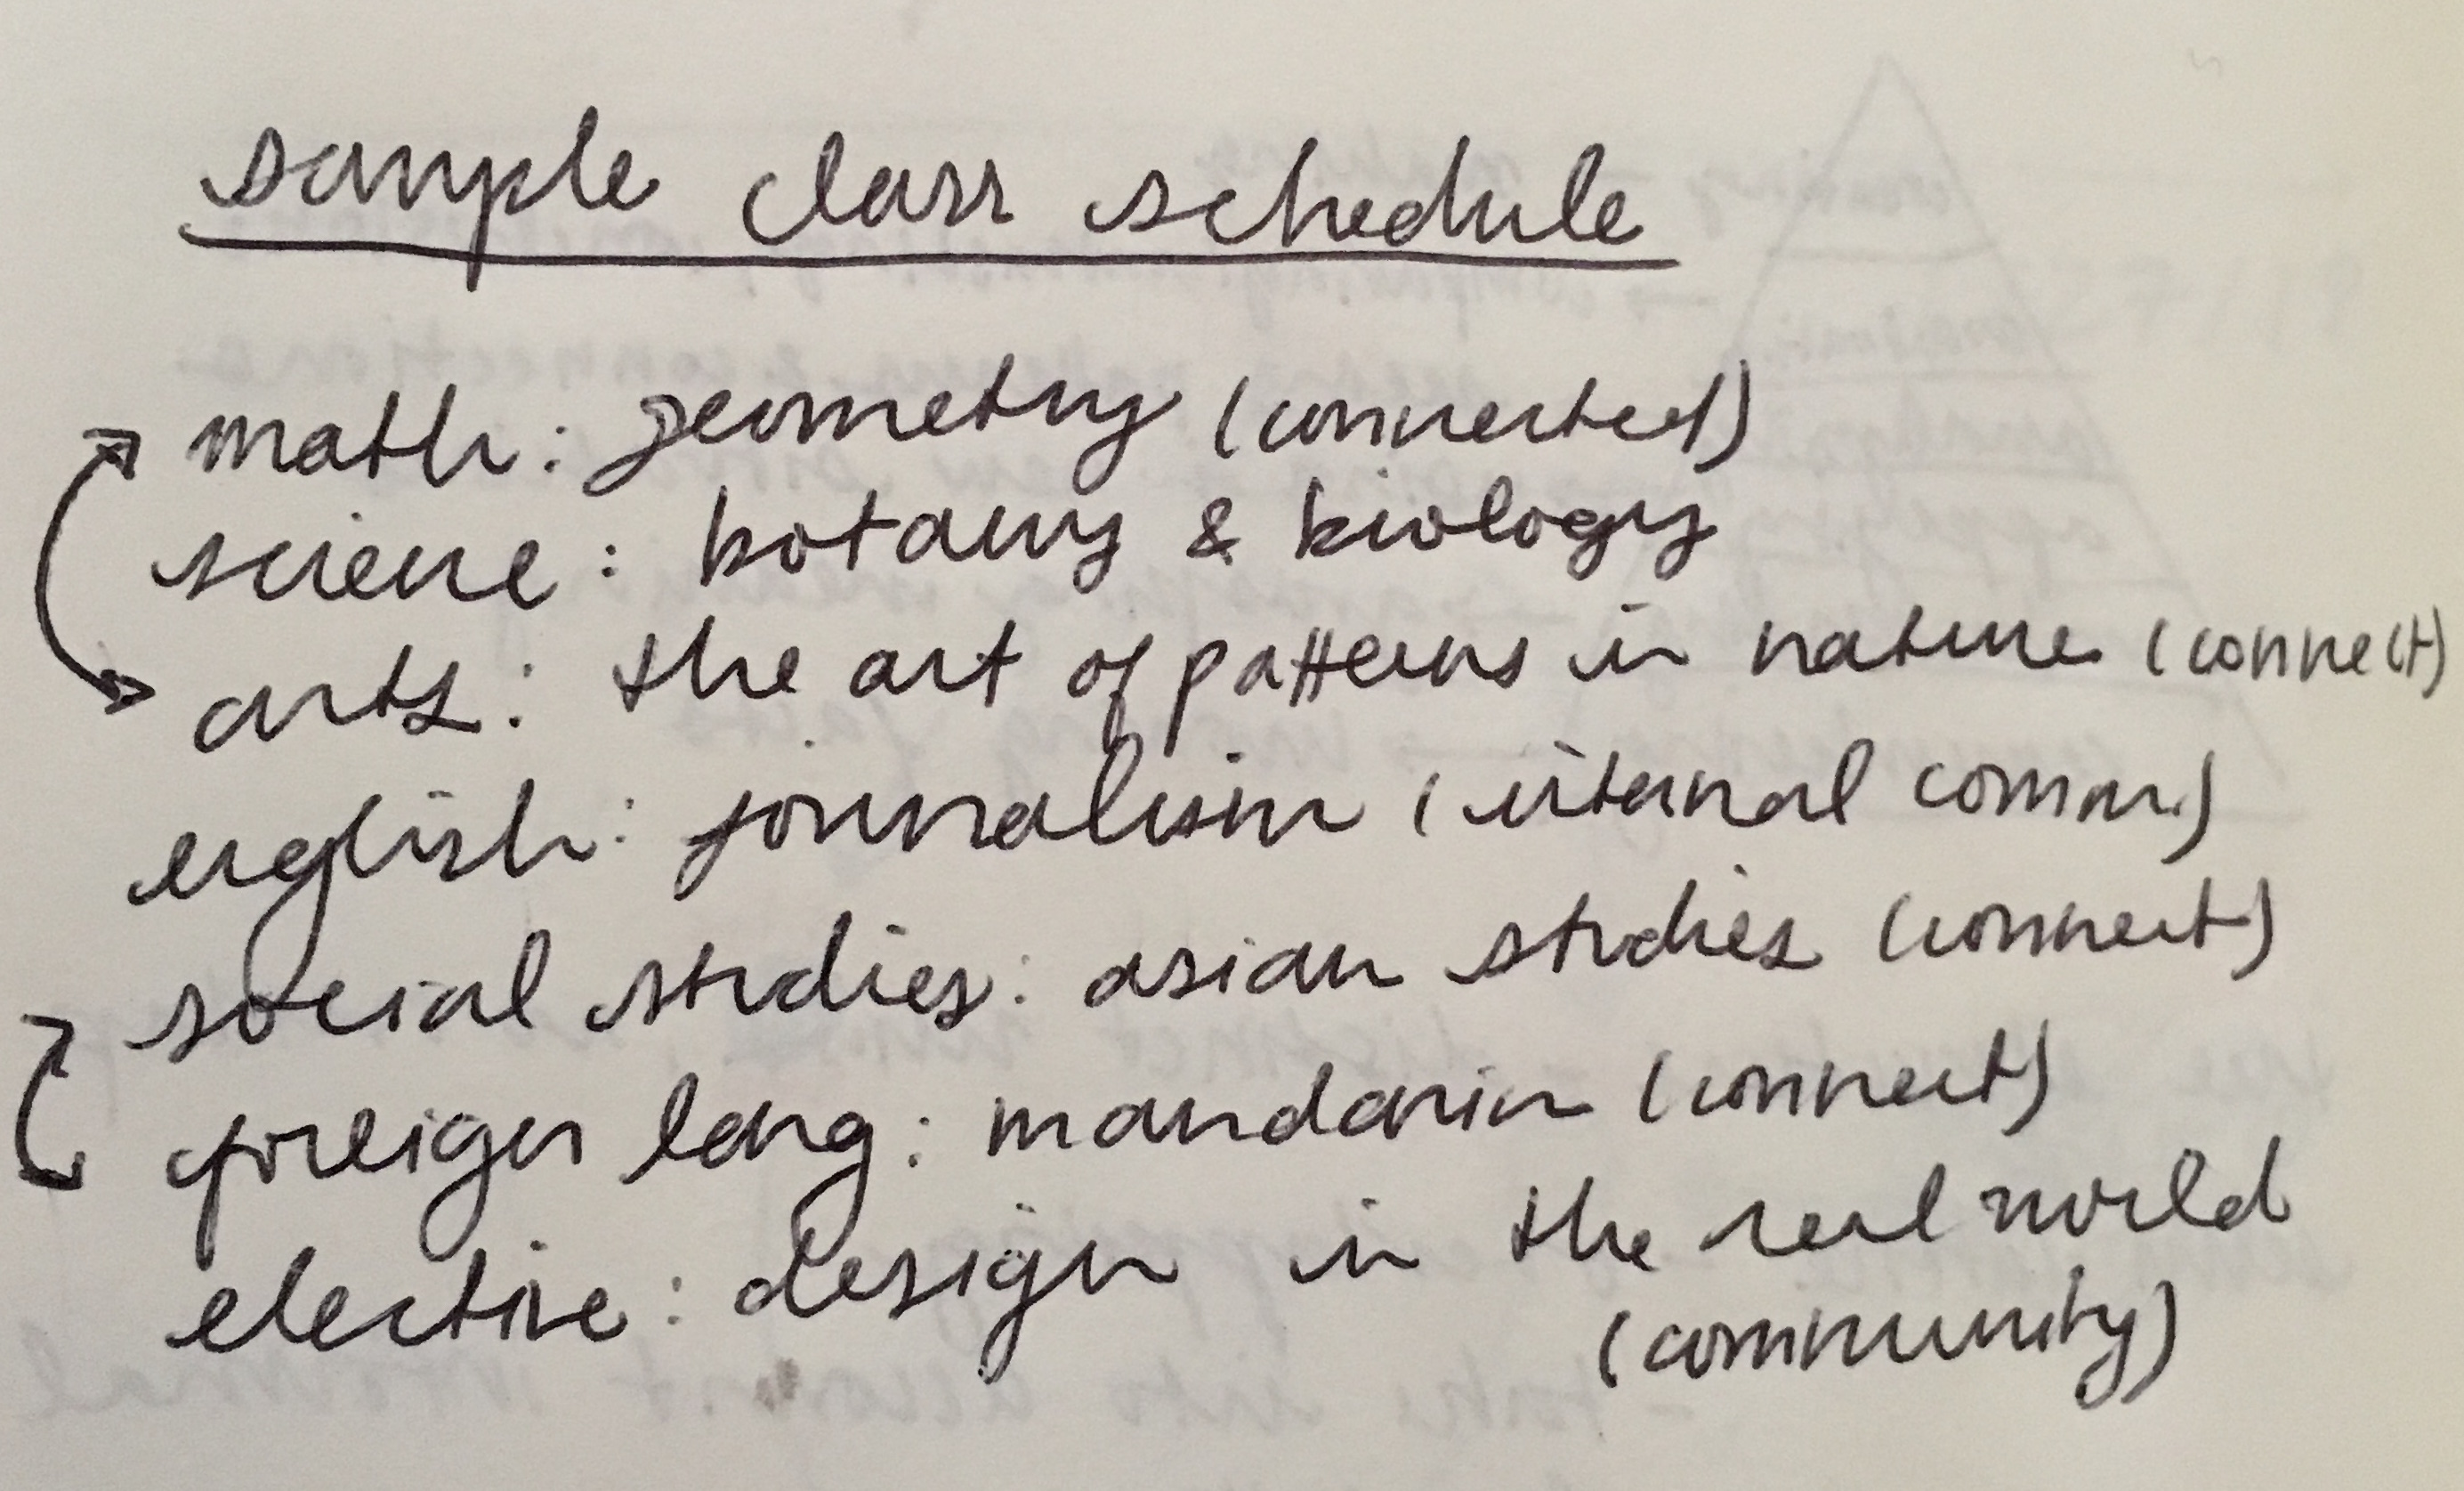 sample class schedule
math: geometry (connected)
science: botany & biology
arts: the art of patterns in nature (connect)
english: journalism (internal comm)
social studies: asian studies (connect)
foreign lang: mandarin (connect)
elective: design in the real world
(community)